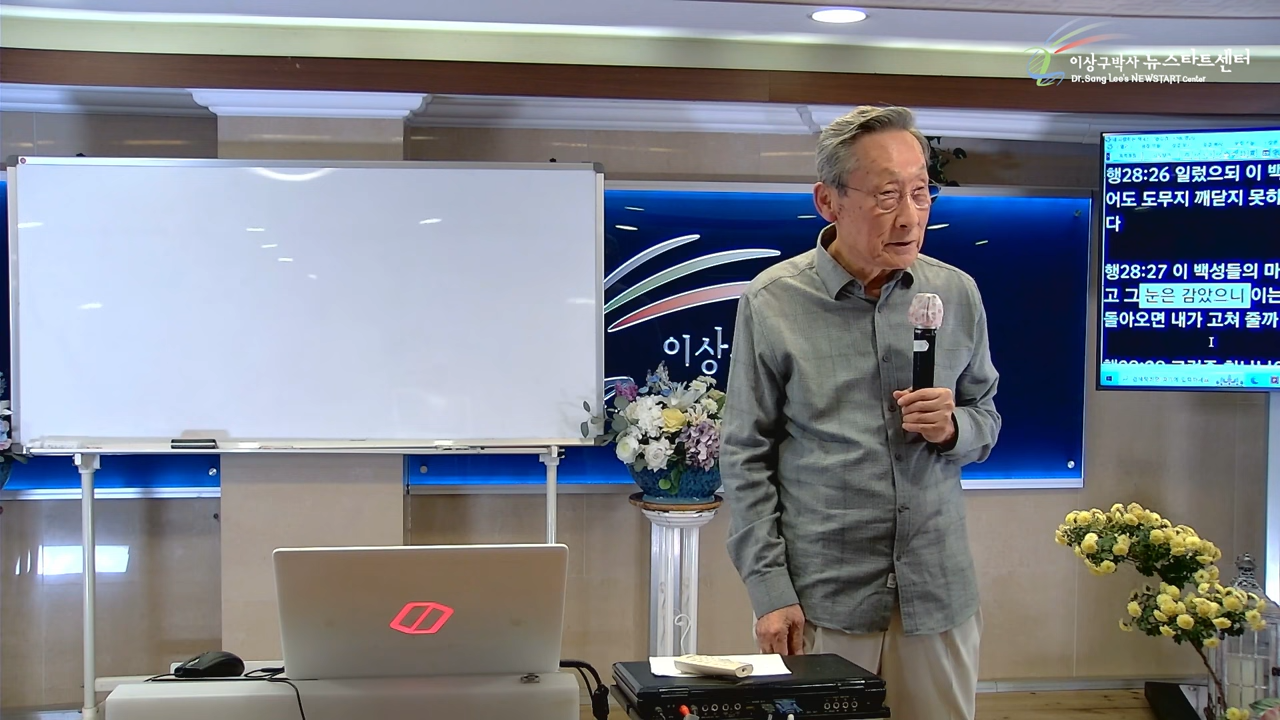 이상구박사 뉴스타트센터
Dr. Sang Lee's NEWSTART Center
행28:26 일렀으되 이 백
어도 도무지 깨닫지 못하
다
행28:27 이 백성들의 마
고 그 눈은 감았으니 이는
돌아오면 내가 고쳐 줄까
이상